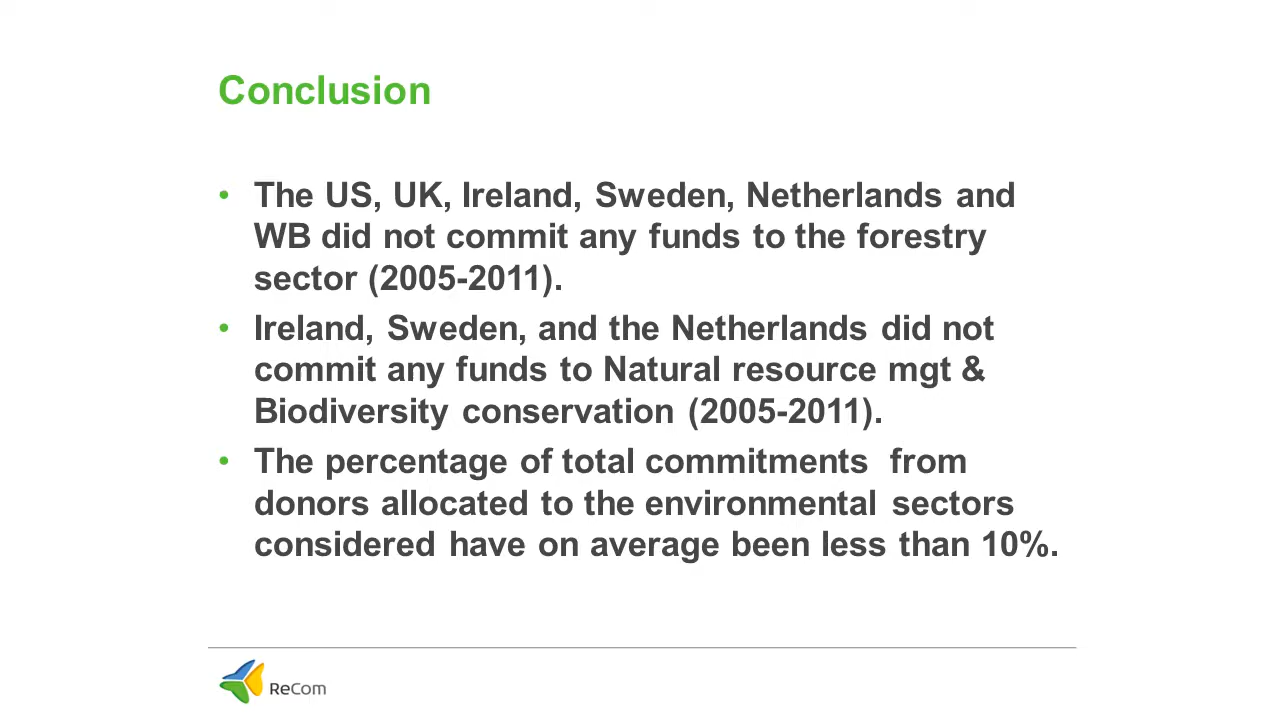 Conclusion
• The US, UK, Ireland, Sweden, Netherlands and
WB did not commit any funds to the forestry
sector (2005-2011).
• Ireland, Sweden, and the Netherlands did not
commit any funds to Natural resource mgt &
Biodiversity conservation (2005-2011).
• The percentage of total commitments  from
donors allocated to the environmental sectors
considered have on average been less than 10%.
ReCom